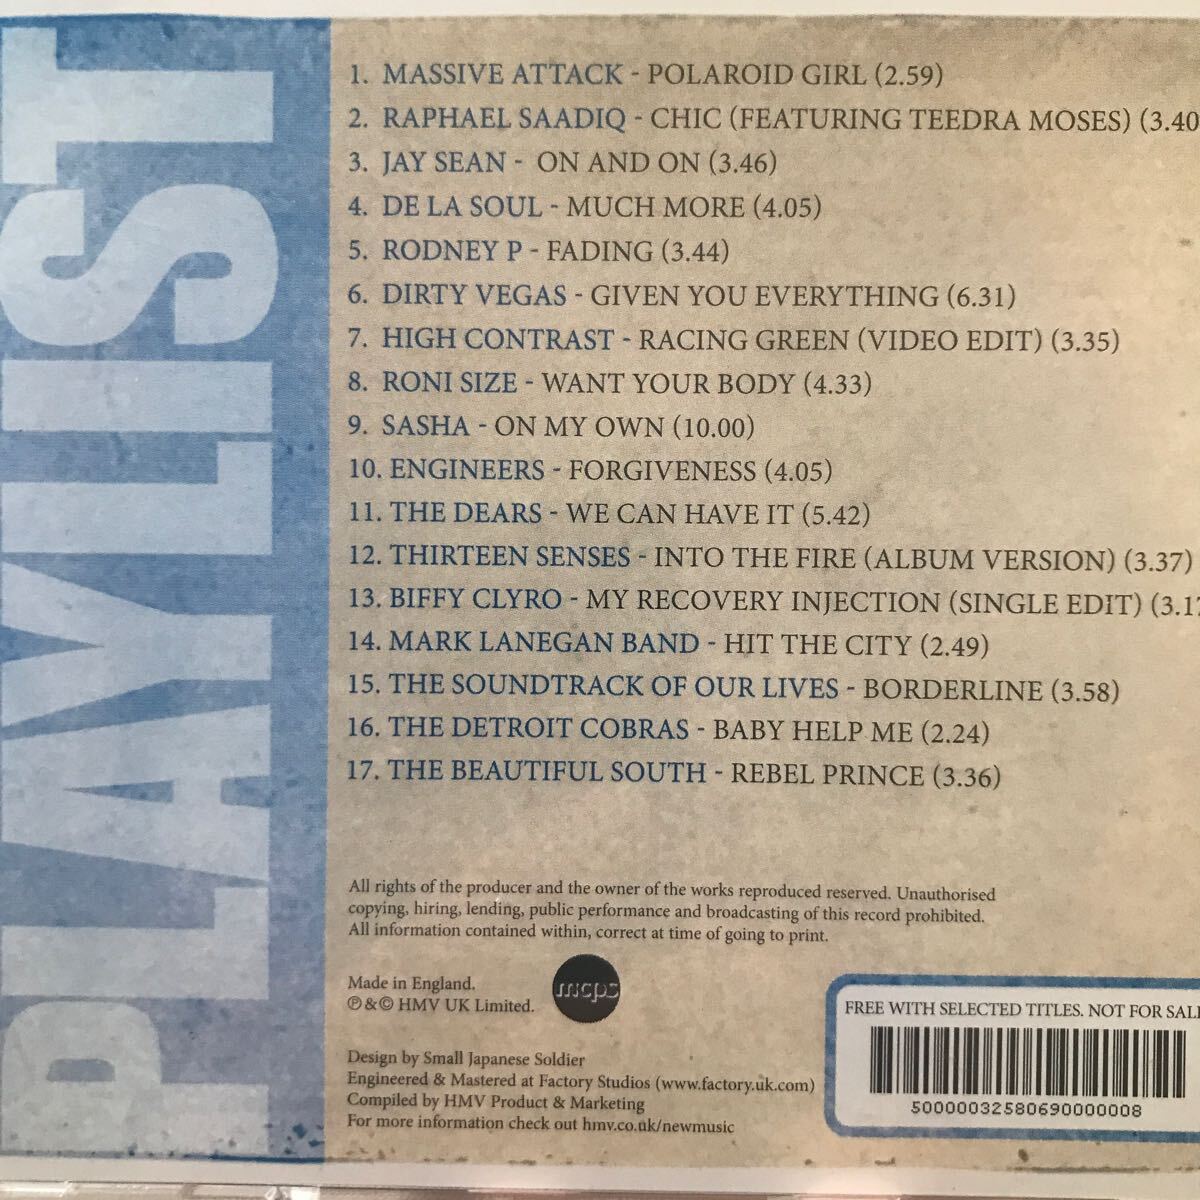 PLAYLIST
1. MASSIVE ATTACK - POLAROID GIRL (2.59)
2. RAPHAEL SAADIQ - CHIC (FEATURING TEEDRA MOSES) (3.40
3. JAY SEAN - ON AND ON (3.46)
4. DE LA SOUL - MUCH MORE (4.05)
5. RODNEY P - FADING (3.44)
6. DIRTY VEGAS - GIVEN YOU EVERYTHING (6.31)
7. HIGH CONTRAST - RACING GREEN (VIDEO EDIT) (3.35)
8. RONI SIZE - WANT YOUR BODY (4.33)
9. SASHA - ON MY OWN (10.00)
10. ENGINEERS - FORGIVENESS (4.05)
11. THE DEARS - WE CAN HAVE IT (5.42)
12. THIRTEEN SENSES - INTO THE FIRE (ALBUM VERSION) (3.37)
13. BIFFY CLYRO - MY RECOVERY INJECTION (SINGLE EDIT) (3.17
14. MARK LANEGAN BAND - HIT THE CITY (2.49)
15. THE SOUNDTRACK OF OUR LIVES - BORDERLINE (3.58)
16. THE DETROIT COBRAS - BABY HELP ME (2.24)
17. THE BEAUTIFUL SOUTH - REBEL PRINCE (3.36)
All rights of the producer and the owner of the works reproduced reserved. Unauthorised
copying, hiring, lending, public performance and broadcasting of this record prohibited.
All information contained within, correct at time of going to print.
Made in England.
℗ & © HMV UK Limited.
mcps
Design by Small Japanese Soldier
Engineered & Mastered at Factory Studios (www.factory.uk.com)
Compiled by HMV Product & Marketing
For more information check out hmv.co.uk/newmusic
FREE WITH SELECTED TITLES. NOT FOR SALE
50000032580690000008